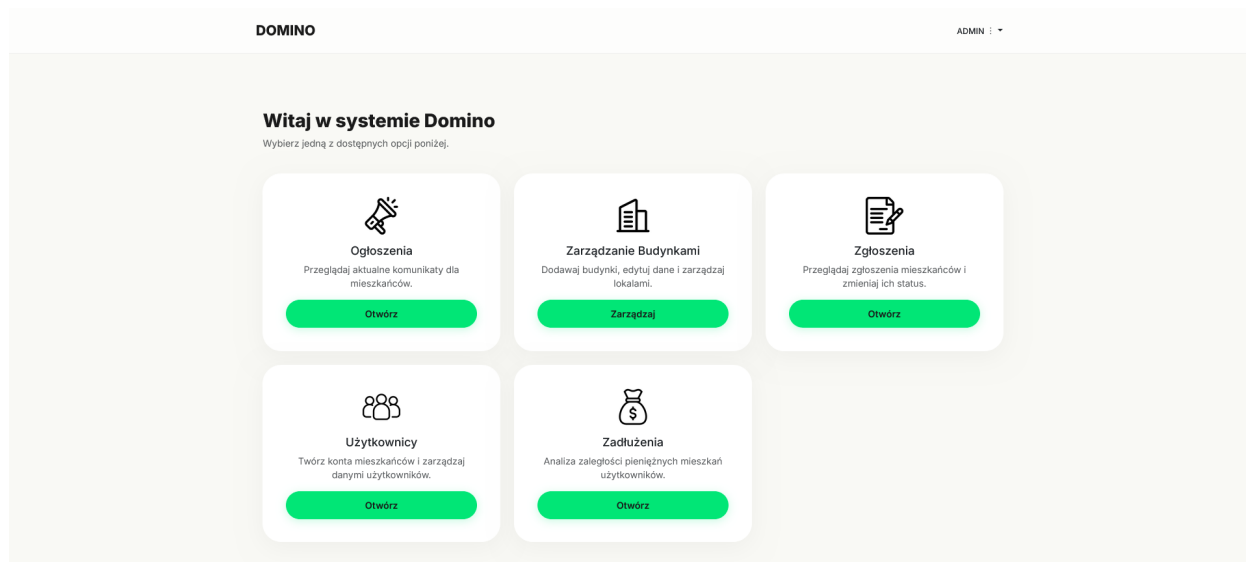 DOMINO
ADMIN
Witaj w systemie Domino
Wybierz jedną z dostępnych opcji poniżej.
Ogłoszenia
Przeglądaj aktualne komunikaty dla
mieszkańców.
Otwórz
Zarządzanie Budynkami
Dodawaj budynki, edytuj dane i zarządzaj
lokalami.
Zarządzaj
Zgłoszenia
Przeglądaj zgłoszenia mieszkańców i
zmieniaj ich status.
Otwórz
Użytkownicy
Twórz konta mieszkańców i zarządzaj
danymi użytkowników.
Otwórz
$
Zadłużenia
Analiza zaległości pieniężnych mieszkań
użytkowników.
Otwórz